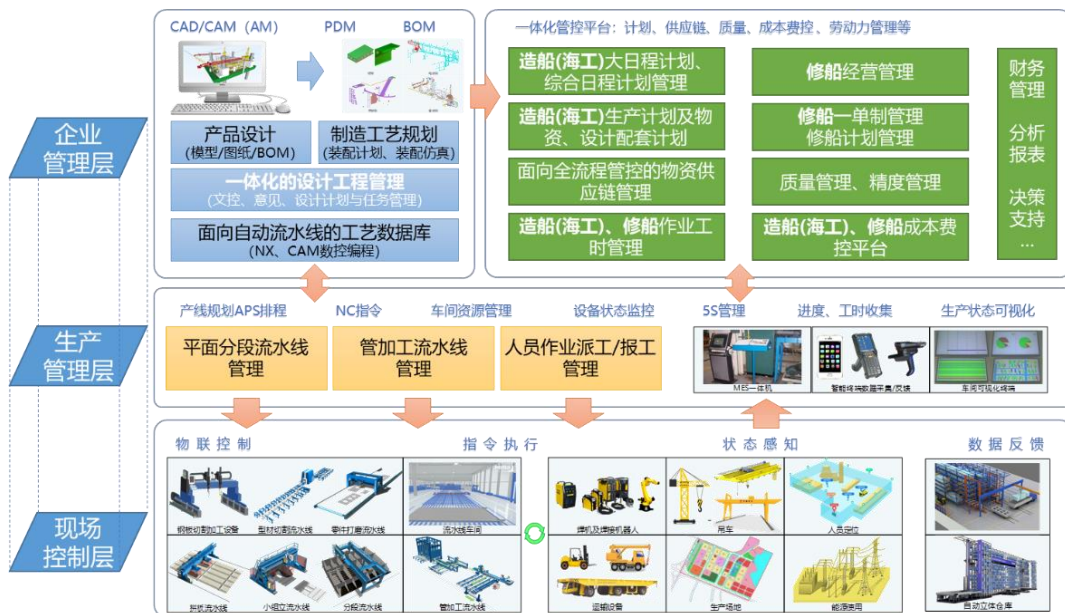 CAD/CAM（AM）
PDM
BOM
产品设计
(模型/图纸/BOM)
制造工艺规划
(装配计划、装配仿真)
一体化的设计工程管理
(文控、意见、设计计划与任务管理)
面向自动流水线的工艺数据库
(NX、CAM数控编程)
一体化管控平台：计划、供应链、质量、成本费控、劳动力管理等
造船(海工)大日程计划、
综合日程计划管理
造船(海工)生产计划及物
资、设计配套计划
面向全流程管控的物资供
应链管理
造船(海工)、修船作业工
时管理
修船经营管理
修船一单制管理
修船计划管理
质量管理、精度管理
造船(海工)、修船成本费
控平台
财务
管理
分析
报表
决策
支持
...
企业
管理层
产线规划APS排程
NC指令
车间资源管理
设备状态监控
5S管理
进度、工时收集
生产状态可视化
平面分段流水线
管理
管加工流水线
管理
人员作业派工/报工
管理
MES一体机
智能终端数据采集/反馈
车间可视化终端
生产
管理层
物联控制
指令执行
状态感知
数据反馈
钢板切割加工设备
型材切割流水线
零件打磨流水线
流水线车间
焊机及焊接机器人
吊车
人员定位
拼板流水线
小组立流水线
分段流水线
管加工流水线
运输设备
生产场地
能源使用
自动立体仓库
现场
控制层